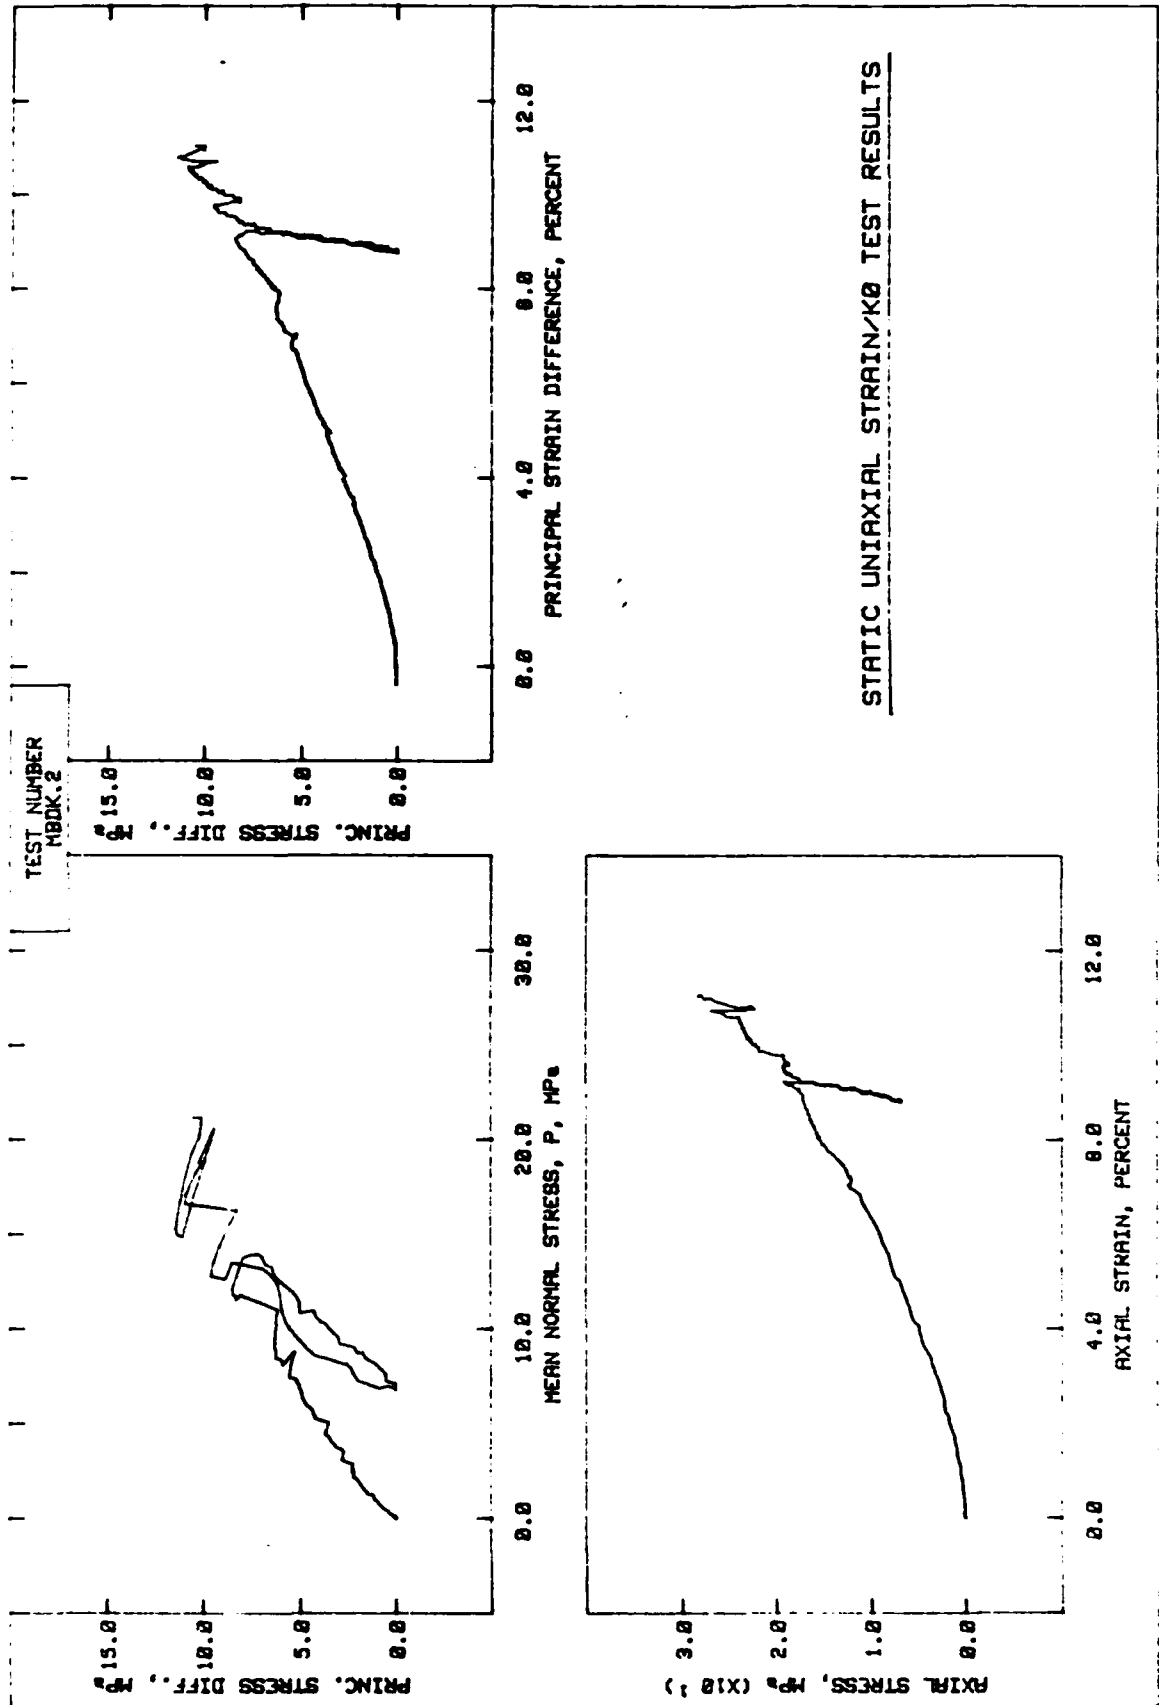 TEST NUMBER
MBDK.2
PRINC. STRESS DIFF., MPa
15.0
10.0
5.0
0.0
0.0
10.0
20.0
30.0
MEAN NORMAL STRESS, P, MPa
PRINC. STRESS DIFF., MPa
15.0
10.0
5.0
0.0
0.0
4.0
8.0
12.0
PRINCIPAL STRAIN DIFFERENCE, PERCENT
AXIAL STRESS, MPa (X10¹)
3.0
2.0
1.0
0.0
0.0
4.0
8.0
12.0
AXIAL STRAIN, PERCENT
STATIC UNIAXIAL STRAIN/K0 TEST RESULTS